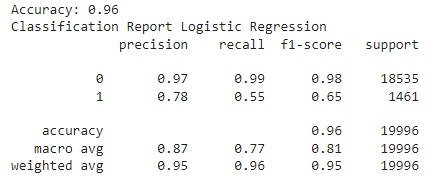 Accuracy: 0.96
Classification Report Logistic Regression
precision recall f1-score support
0 0.97 0.99 0.98 18535
1 0.78 0.55 0.65 1461
accuracy 0.96 19996
macro avg 0.87 0.77 0.81 19996
weighted avg 0.95 0.96 0.95 19996